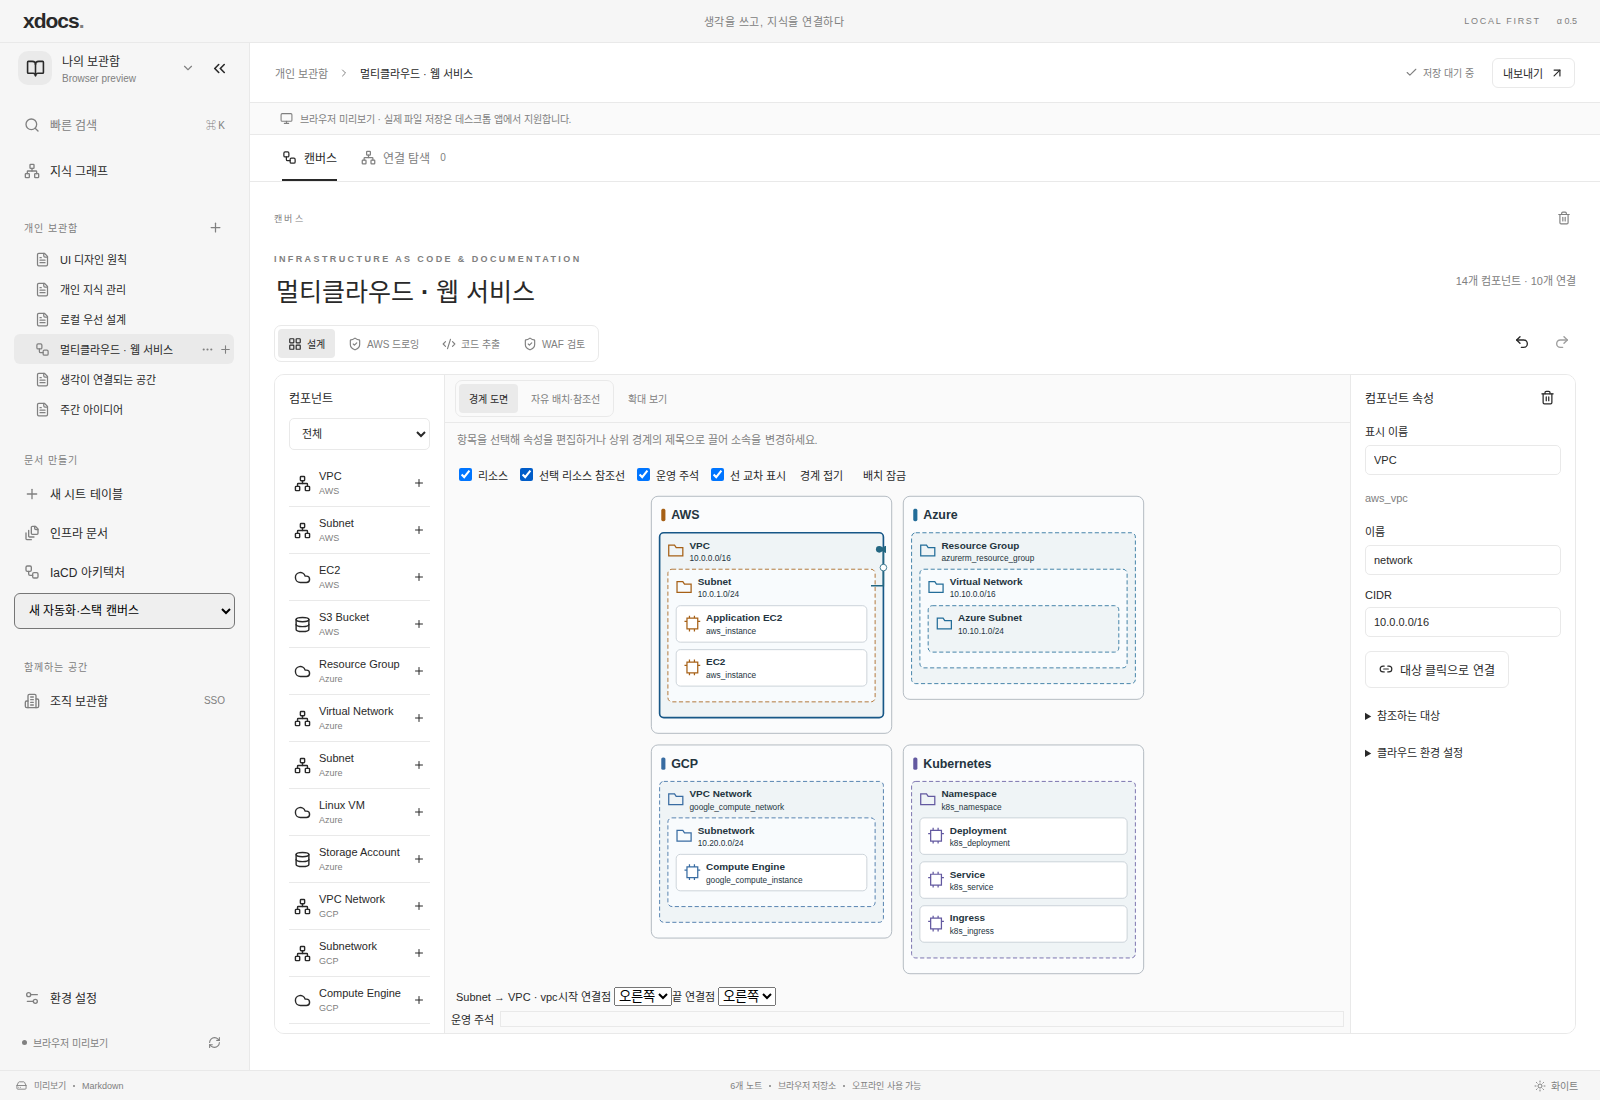 xdocs.
생각을 쓰고, 지식을 연결하다
LOCAL FIRST
α 0.5
나의 보관함
Browser preview
빠른 검색
⌘K
지식 그래프
개인 보관함
UI 디자인 원칙
개인 지식 관리
로컬 우선 설계
멀티클라우드 · 웹 서비스
생각이 연결되는 공간
주간 아이디어
문서 만들기
새 시트 테이블
인프라 문서
IaCD 아키텍처
새 자동화·스택 캔버스
함께하는 공간
조직 보관함
SSO
환경 설정
브라우저 미리보기
개인 보관함
멀티클라우드 · 웹 서비스
저장 대기 중
내보내기
브라우저 미리보기 · 실제 파일 저장은 데스크톱 앱에서 지원합니다.
캔버스
연결 탐색 0
캔버스
INFRASTRUCTURE AS CODE & DOCUMENTATION
멀티클라우드 · 웹 서비스
14개 컴포넌트 · 10개 연결
설계
AWS 드로잉
코드 추출
WAF 검토
컴포넌트
전체
VPC
AWS
Subnet
AWS
EC2
AWS
S3 Bucket
AWS
Resource Group
Azure
Virtual Network
Azure
Subnet
Azure
Linux VM
Azure
Storage Account
Azure
VPC Network
GCP
Subnetwork
GCP
Compute Engine
GCP
경계 도면
자유 배치·참조선
확대 보기
항목을 선택해 속성을 편집하거나 상위 경계의 제목으로 끌어 소속을 변경하세요.
리소스
선택 리소스 참조선
운영 주석
선 교차 표시
경계 접기
배치 잠금
AWS
VPC
10.0.0.0/16
Subnet
10.0.1.0/24
Application EC2
aws_instance
EC2
aws_instance
Azure
Resource Group
azurerm_resource_group
Virtual Network
10.10.0.0/16
Azure Subnet
10.10.1.0/24
GCP
VPC Network
google_compute_network
Subnetwork
10.20.0.0/24
Compute Engine
google_compute_instance
Kubernetes
Namespace
k8s_namespace
Deployment
k8s_deployment
Service
k8s_service
Ingress
k8s_ingress
Subnet → VPC · vpc시작 연결점 오른쪽 끝 연결점 오른쪽
운영 주석
컴포넌트 속성
표시 이름
VPC
aws_vpc
이름
network
CIDR
10.0.0.0/16
대상 클릭으로 연결
참조하는 대상
클라우드 환경 설정
미리보기 · Markdown
6개 노트 · 브라우저 저장소 · 오프라인 사용 가능
화이트